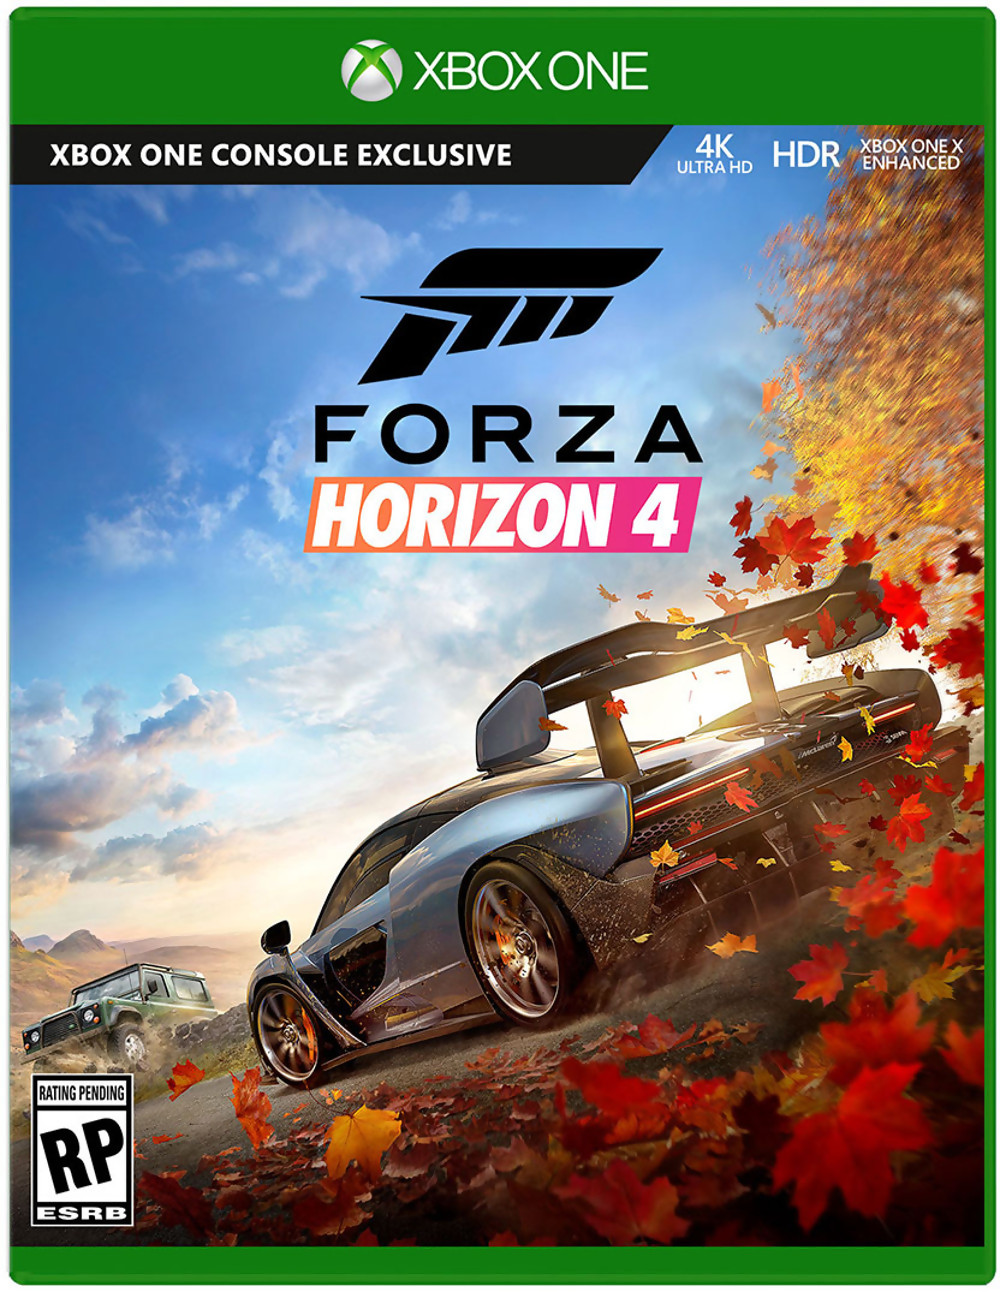 XBOX ONE
XBOX ONE CONSOLE EXCLUSIVE
4K
ULTRA HD
HDR
XBOX ONE X
ENHANCED
FORZA
HORIZON 4
McLaren
RATING PENDING
RP
ESRB